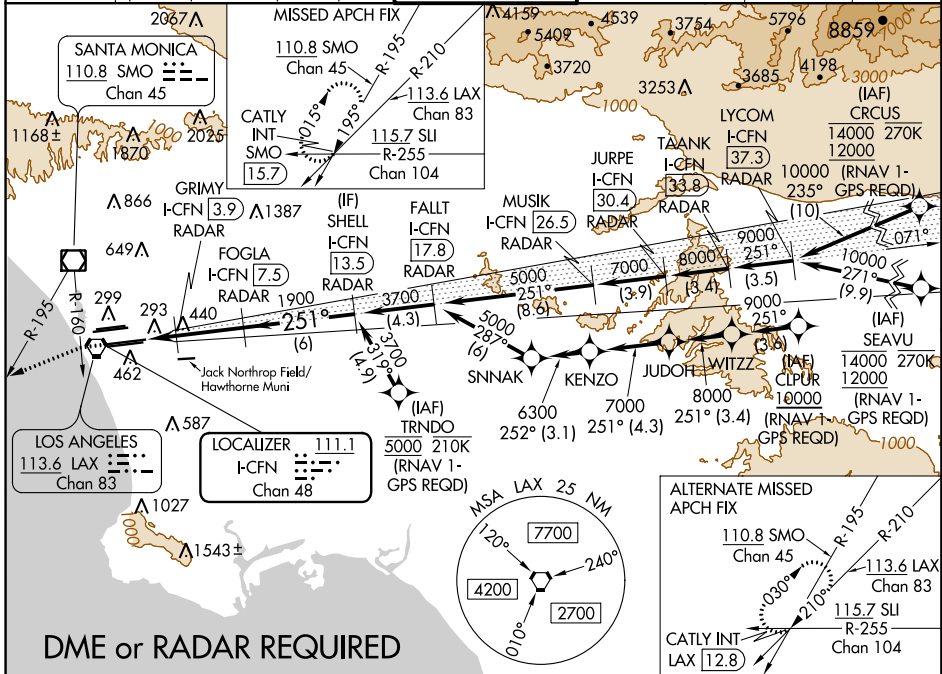 2067
MISSED APCH FIX
110.8 SMO
Chan 45
R-195
R-210
113.6 LAX
Chan 83
CATLY
INT
SMO
15.7
015°
195°
115.7 SLI
R-255
Chan 104
4159
4539
5409
3720
3754
5796
8859
7000
4198
3685
3253
3000
1000
SANTA MONICA
110.8 SMO
Chan 45
1168±
1870
2025
1000
866
649
1387
GRIMY
I-CFN 3.9
RADAR
FOGLA
I-CFN 7.5
RADAR
(IF)
SHELL
I-CFN
13.5
RADAR
FALLT
I-CFN
17.8
RADAR
MUSIK
I-CFN 26.5
RADAR
JURPE
I-CFN
30.4
RADAR
TAANK
I-CFN
33.8
RADAR
LYCOM
I-CFN
37.3
RADAR
(IAF)
CRCUS
14000 270K
12000
(RNAV 1-
GPS REQD)
10000
235°
(10)
071°
10000
271°
(9.9)
9000
251°
(3.5)
8000
(3.4)
7000
(3.9)
5000
251°
(8.6)
3700
(4.3)
1900
251°
(6)
9000
251°
(3.6)
(IAF)
SEAVU
14000 270K
12000
(RNAV 1-
GPS REQD)
(IAF)
CLPUR
10000
(RNAV 1-
GPS REQD)
WITZZ
JUDOH
KENZO
SNNAK
8000
251° (3.4)
7000
251° (4.3)
6300
252° (3.1)
5000
287°
(6)
3700
319°
(4.9)
(IAF)
TRNDO
5000 210K
(RNAV 1-
GPS REQD)
R-195
R-160
299
293
440
462
Jack Northrop Field/
Hawthorne Muni
587
LOS ANGELES
113.6 LAX
Chan 83
LOCALIZER 111.1
I-CFN
Chan 48
1027
1000
1543±
MSA LAX 25 NM
120°
7700
240°
4200
2700
010°
1000
ALTERNATE MISSED
APCH FIX
110.8 SMO
Chan 45
R-195
R-210
113.6 LAX
Chan 83
030°
210°
115.7 SLI
R-255
Chan 104
CATLY INT
LAX 12.8
DME or RADAR REQUIRED